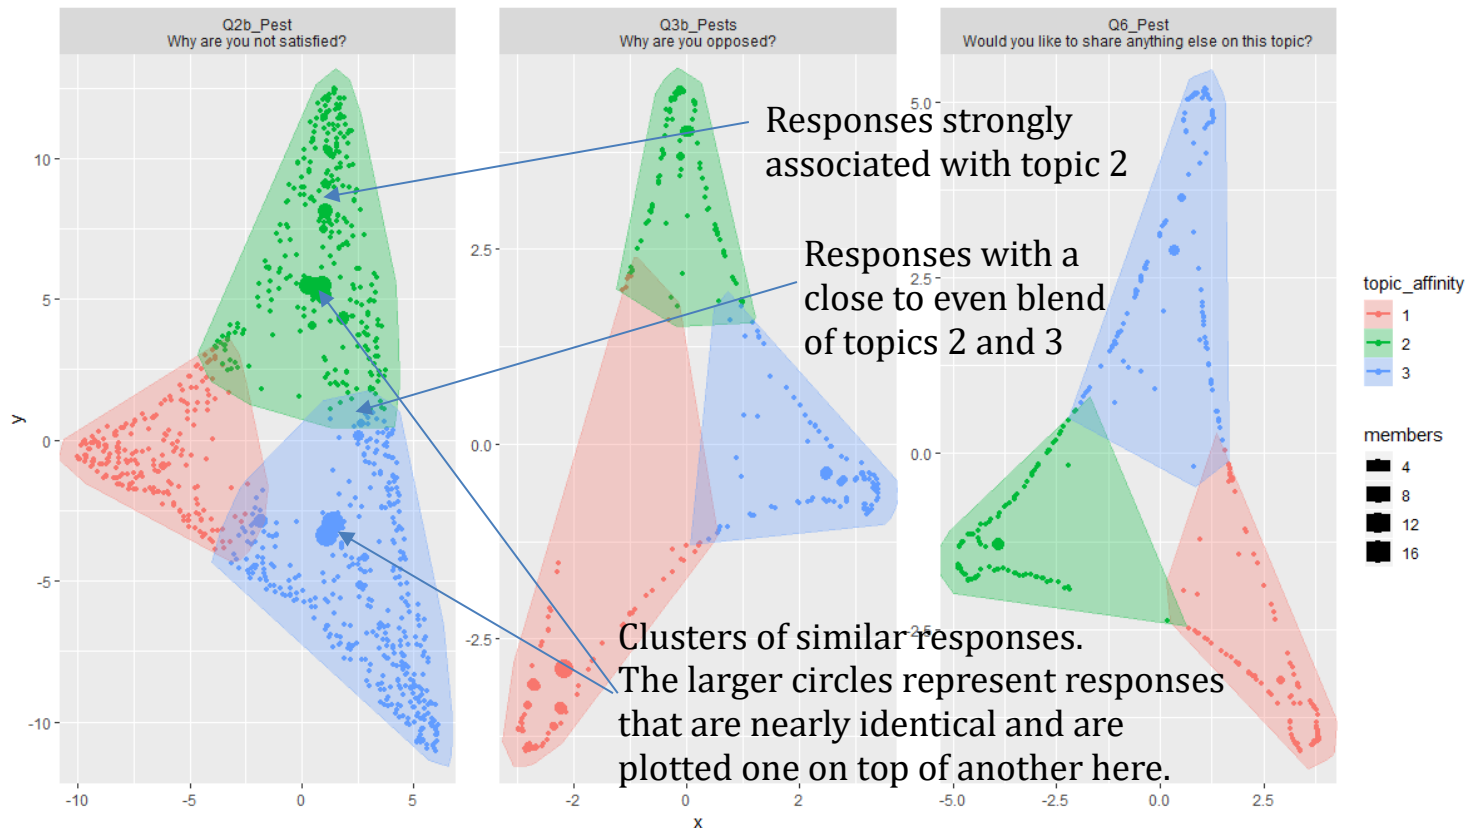 Q2b_Pest
Why are you not satisfied?
Q3b_Pests
Why are you opposed?
Q6_Pest
Would you like to share anything else on this topic?
Responses strongly
associated with topic 2
Responses with a
close to even blend
of topics 2 and 3
Clusters of similar responses.
The larger circles represent responses
that are nearly identical and are
plotted one on top of another here.
y
10
5
0
-5
-10
2.5
0.0
-2.5
5.0
2.5
0.0
-2.5
-10
-5
0
5
-2
0
2
-5.0
-2.5
0.0
2.5
x
topic_affinity
1
2
3
members
4
8
12
16